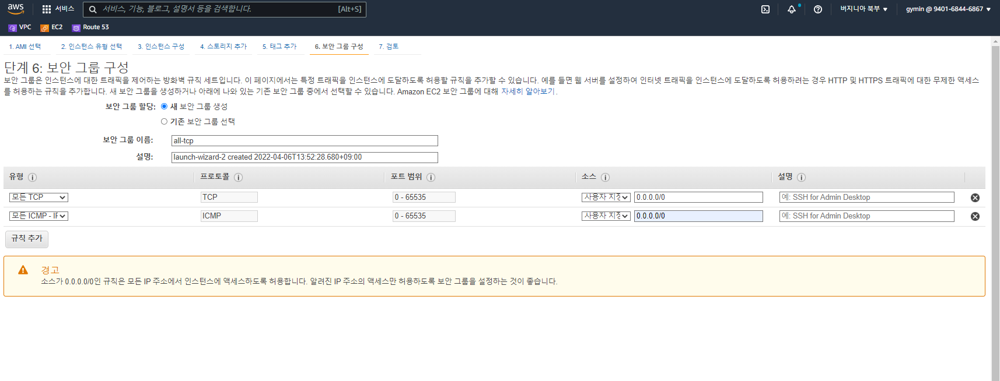 aws
서비스
서비스, 기능, 블로그, 설명서 등을 검색합니다.
[Alt+S]
버지니아 북부 ▼
gymin @ 9401-6844-6867 ▼
VPC
EC2
Route 53
1. AMI 선택
2. 인스턴스 유형 선택
3. 인스턴스 구성
4. 스토리지 추가
5. 태그 추가
6. 보안 그룹 구성
7. 검토
단계 6: 보안 그룹 구성
보안 그룹은 인스턴스에 대한 트래픽을 제어하는 방화벽 규칙 세트입니다. 이 페이지에서는 특정 트래픽을 인스턴스에 도달하도록 허용할 규칙을 추가할 수 있습니다. 예를 들면 웹 서버를 설정하여 인터넷 트래픽을 인스턴스에 도달하도록 허용하려는 경우 HTTP 및 HTTPS 트래픽에 대한 무제한 액세스
를 허용하는 규칙을 추가합니다. 새 보안 그룹을 생성하거나 아래에 나와 있는 기존 보안 그룹 중에서 선택할 수 있습니다. Amazon EC2 보안 그룹에 대해 자세히 알아보기.
보안 그룹 할당:
새 보안 그룹 생성
기존 보안 그룹 선택
보안 그룹 이름:
all-tcp
설명:
launch-wizard-2 created 2022-04-06T13:52:28.680+09:00
유형
프로토콜
포트 범위
소스
설명
모든 TCP
TCP
0 - 65535
사용자 지정
0.0.0.0/0
예: SSH for Admin Desktop
모든 ICMP - IF
ICMP
0 - 65535
사용자 지정
0.0.0.0/0
예: SSH for Admin Desktop
규칙 추가
경고
소스가 0.0.0.0/0인 규칙은 모든 IP 주소에서 인스턴스에 액세스하도록 허용합니다. 알려진 IP 주소의 액세스만 허용하도록 보안 그룹을 설정하는 것이 좋습니다.